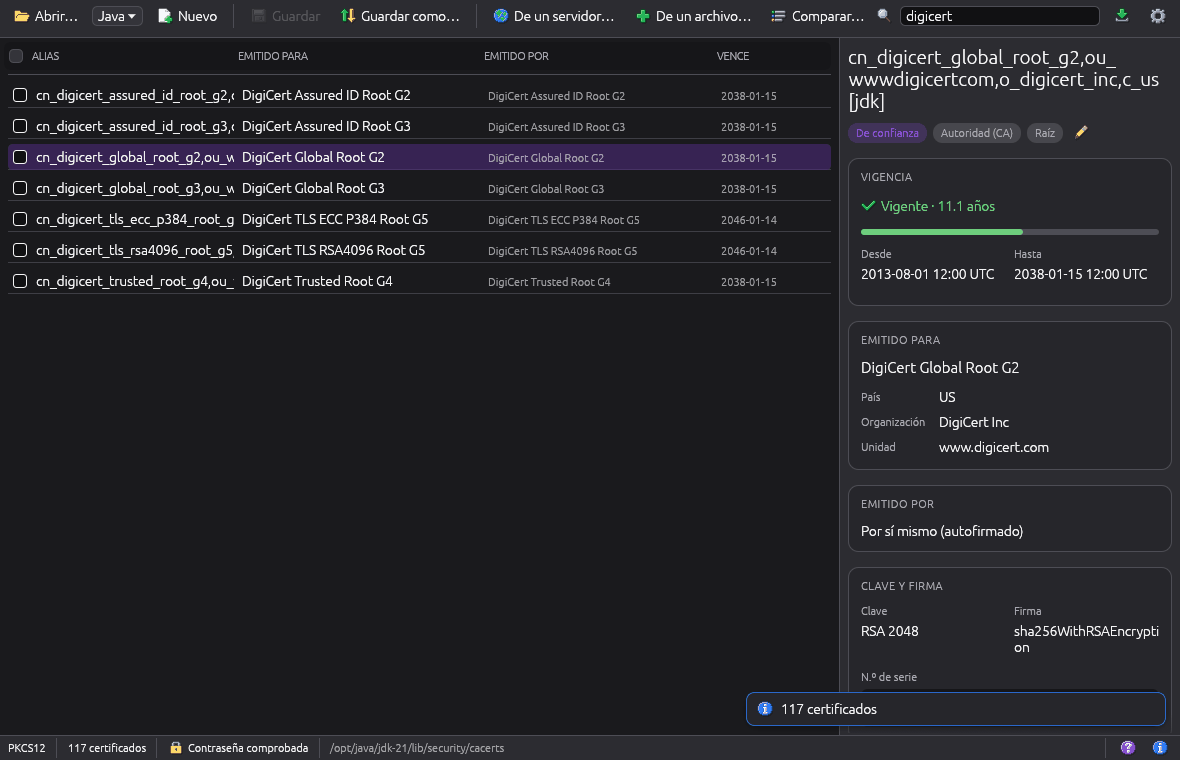 Abrir... Java Nuevo Guardar Guardar como... De un servidor... De un archivo... Comparar... digicert
ALIAS EMITIDO PARA EMITIDO POR VENCE
cn_digicert_assured_id_root_g2,c DigiCert Assured ID Root G2 DigiCert Assured ID Root G2 2038-01-15
cn_digicert_assured_id_root_g3,c DigiCert Assured ID Root G3 DigiCert Assured ID Root G3 2038-01-15
cn_digicert_global_root_g2,ou_w DigiCert Global Root G2 DigiCert Global Root G2 2038-01-15
cn_digicert_global_root_g3,ou_w DigiCert Global Root G3 DigiCert Global Root G3 2038-01-15
cn_digicert_tls_ecc_p384_root_g DigiCert TLS ECC P384 Root G5 DigiCert TLS ECC P384 Root G5 2046-01-14
cn_digicert_tls_rsa4096_root_g5, DigiCert TLS RSA4096 Root G5 DigiCert TLS RSA4096 Root G5 2046-01-14
cn_digicert_trusted_root_g4,ou_ DigiCert Trusted Root G4 DigiCert Trusted Root G4 2038-01-15
cn_digicert_global_root_g2,ou_
wwwdigicertcom,o_digicert_inc,c_us
[jdk]
De confianza Autoridad (CA) Raíz
VIGENCIA
Vigente · 11.1 años
Desde Hasta
2013-08-01 12:00 UTC 2038-01-15 12:00 UTC
EMITIDO PARA
DigiCert Global Root G2
País US
Organización DigiCert Inc
Unidad www.digicert.com
EMITIDO POR
Por sí mismo (autofirmado)
CLAVE Y FIRMA
Clave Firma
RSA 2048 sha256WithRSAEncrypti
on
N.º de serie
117 certificados
PKCS12 117 certificados Contraseña comprobada /opt/java/jdk-21/lib/security/cacerts